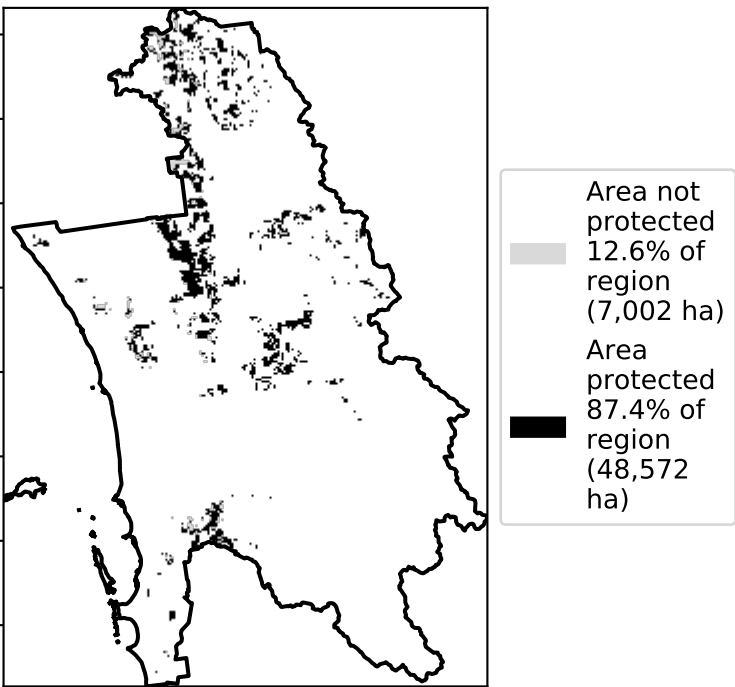 Area not
protected
12.6% of
region
(7,002 ha)
Area
protected
87.4% of
region
(48,572
ha)